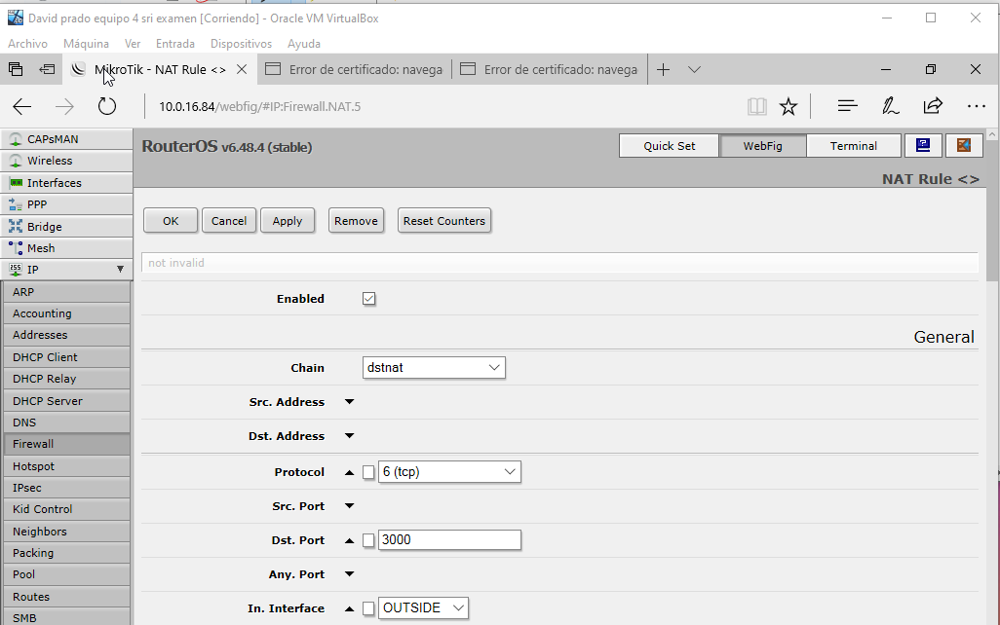 David prado equipo 4 sri examen [Corriendo] - Oracle VM VirtualBox
Archivo Máquina Ver Entrada Dispositivos Ayuda
MikroTik - NAT Rule <> Error de certificado: navega Error de certificado: navega
10.0.16.84/webfig/#IP:Firewall.NAT.5
CAPsMAN
Wireless
Interfaces
PPP
Bridge
Mesh
IP
ARP
Accounting
Addresses
DHCP Client
DHCP Relay
DHCP Server
DNS
Firewall
Hotspot
IPsec
Kid Control
Neighbors
Packing
Pool
Routes
SMB
RouterOS v6.48.4 (stable)
Quick Set WebFig Terminal
NAT Rule <>
OK Cancel Apply Remove Reset Counters
not invalid
Enabled
General
Chain dstnat
Src. Address
Dst. Address
Protocol 6 (tcp)
Src. Port
Dst. Port 3000
Any. Port
In. Interface OUTSIDE